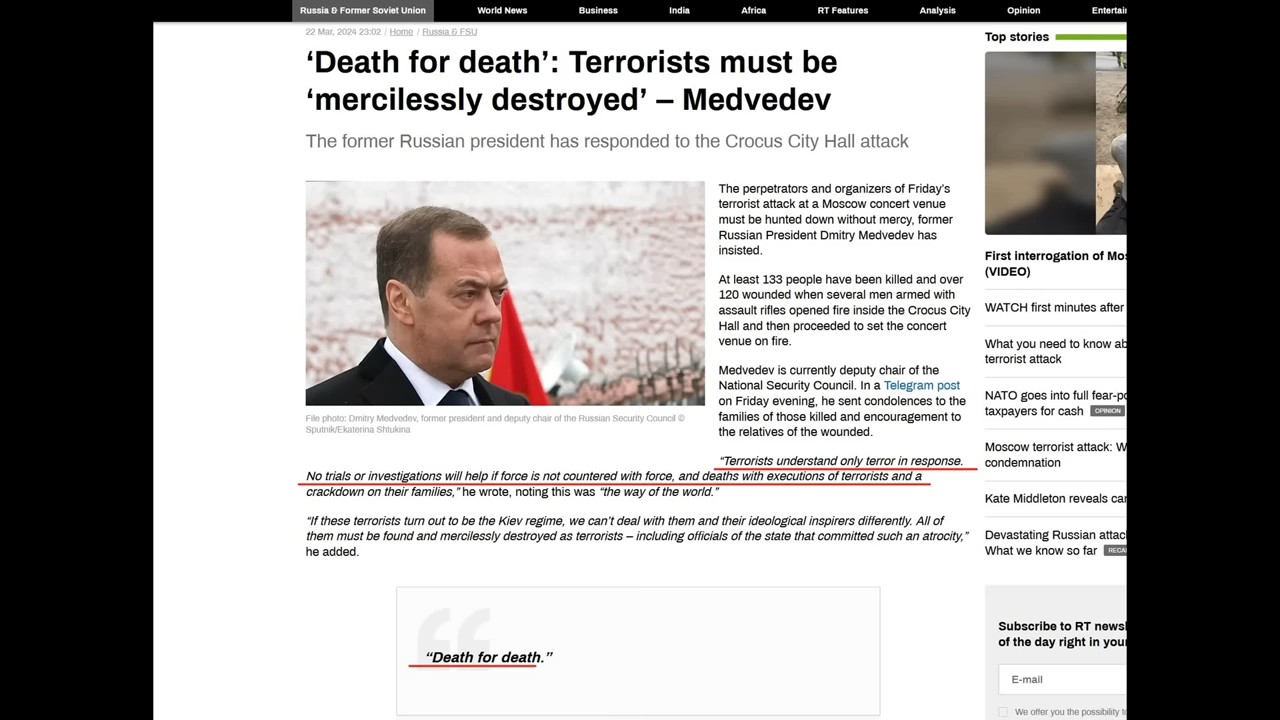 Russia & Former Soviet Union
World News
Business
India
Africa
RT Features
Analysis
Opinion
Entertai
22 Mar, 2024 23:02 / Home / Russia & FSU
‘Death for death’: Terrorists must be
‘mercilessly destroyed’ – Medvedev
The former Russian president has responded to the Crocus City Hall attack
File photo: Dmitry Medvedev, former president and deputy chair of the Russian Security Council ©
Sputnik/Ekaterina Shtukina
The perpetrators and organizers of Friday’s
terrorist attack at a Moscow concert venue
must be hunted down without mercy, former
Russian President Dmitry Medvedev has
insisted.
At least 133 people have been killed and over
120 wounded when several men armed with
assault rifles opened fire inside the Crocus City
Hall and then proceeded to set the concert
venue on fire.
Medvedev is currently deputy chair of the
National Security Council. In a Telegram post
on Friday evening, he sent condolences to the
families of those killed and encouragement to
the relatives of the wounded.
“Terrorists understand only terror in response.
No trials or investigations will help if force is not countered with force, and deaths with executions of terrorists and a
crackdown on their families,” he wrote, noting this was “the way of the world.”
“If these terrorists turn out to be the Kiev regime, we can’t deal with them and their ideological inspirers differently. All of
them must be found and mercilessly destroyed as terrorists – including officials of the state that committed such an atrocity,”
he added.
“Death for death.”
Top stories
First interrogation of Mos
(VIDEO)
WATCH first minutes after
What you need to know ab
terrorist attack
NATO goes into full fear-po
taxpayers for cash OPINION
Moscow terrorist attack: W
condemnation
Kate Middleton reveals can
Devastating Russian attac
What we know so far RECA
Subscribe to RT newsl
of the day right in your
E-mail
We offer you the possibility t